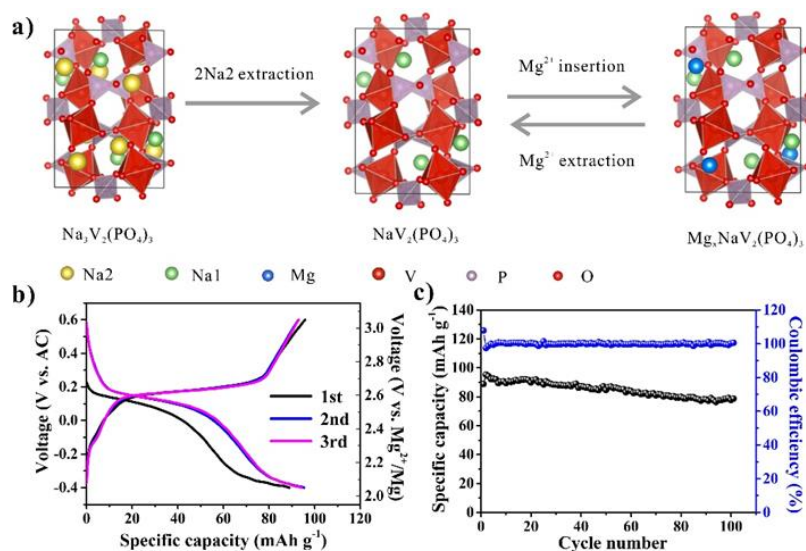 a)
2Na2 extraction
Mg²⁺ insertion
Mg²⁺ extraction
Na₃V₂(PO₄)₃
NaV₂(PO₄)₃
MgₓNaV₂(PO₄)₃
Na2
Na1
Mg
V
P
O
b)
Voltage (V vs. AC)
0.6
0.4
0.2
0.0
-0.2
-0.4
1st
2nd
3rd
3.0
2.8
2.6
2.4
2.2
2.0
Voltage (V vs. Mg²⁺/Mg)
0 20 40 60 80 100 120
Specific capacity (mAh g⁻¹)
c)
Specific capacity (mAh g⁻¹)
140
120
100
80
60
40
20
0
120
100
80
60
40
20
0
Coulombic efficiency (%)
0 20 40 60 80 100
Cycle number